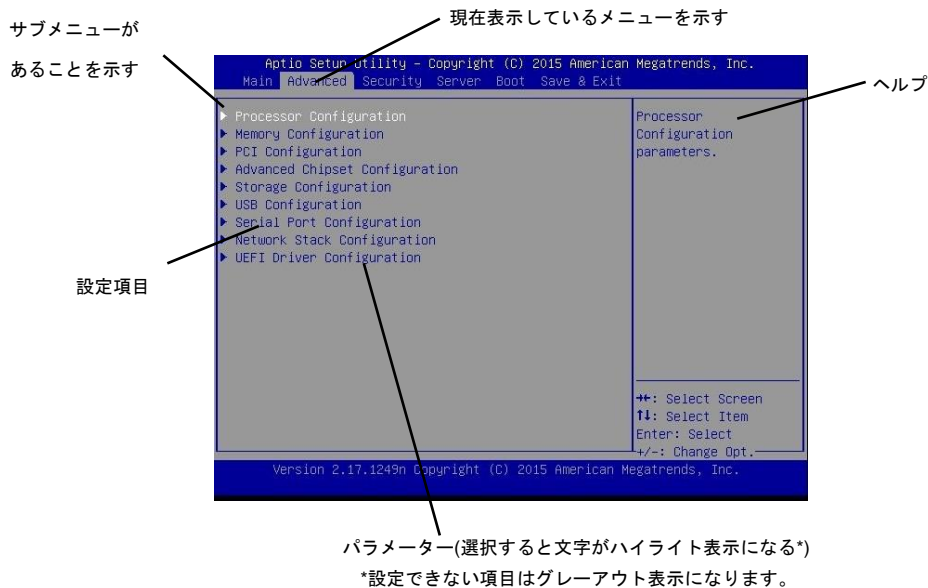 現在表示しているメニューを示す
サブメニューが
あることを示す
Aptio Setup Utility – Copyright (C) 2015 American Megatrends, Inc.
Main Advanced Security Server Boot Save & Exit
ヘルプ
▶ Processor Configuration
▶ Memory Configuration
▶ PCI Configuration
▶ Advanced Chipset Configuration
▶ Storage Configuration
▶ USB Configuration
▶ Serial Port Configuration
▶ Network Stack Configuration
▶ UEFI Driver Configuration
Processor
Configuration
parameters.
設定項目
→←: Select Screen
↑↓: Select Item
Enter: Select
+/-: Change Opt.
Version 2.17.1249n Copyright (C) 2015 American Megatrends, Inc.
パラメーター(選択すると文字がハイライト表示になる*)
*設定できない項目はグレーアウト表示になります。